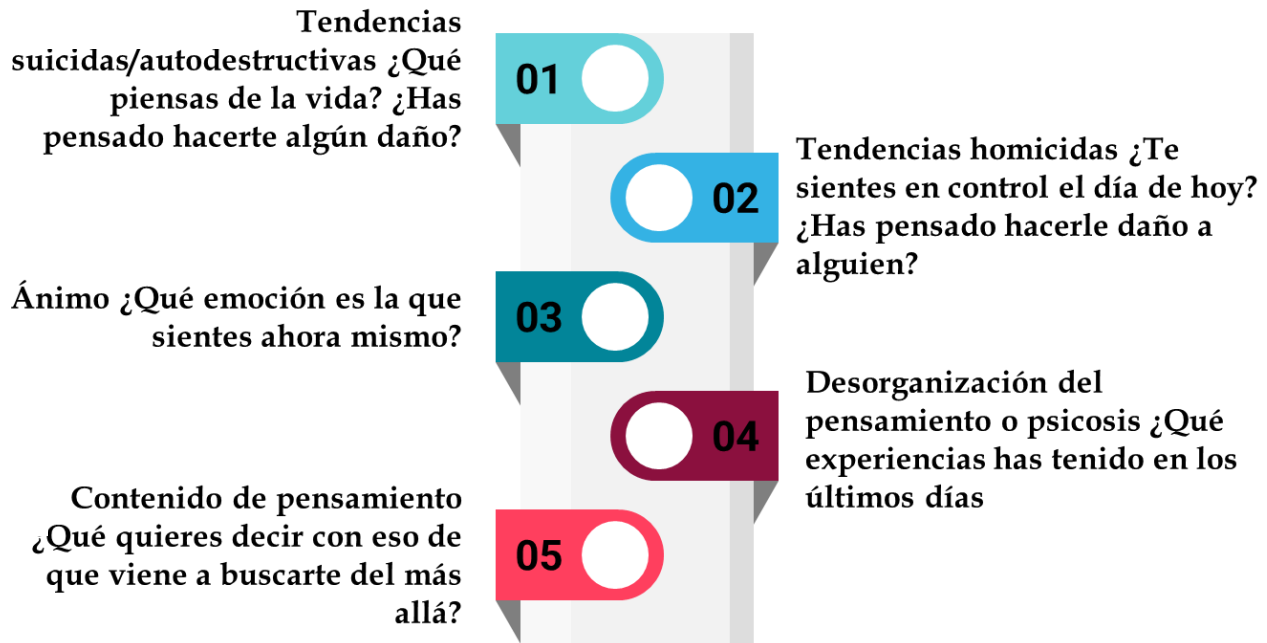 Tendencias
suicidas/autodestructivas ¿Qué
piensas de la vida? ¿Has
pensado hacerte algún daño?
01
02
Tendencias homicidas ¿Te
sientes en control el día de hoy?
¿Has pensado hacerle daño a
alguien?
Ánimo ¿Qué emoción es la que
sientes ahora mismo?
03
04
Desorganización del
pensamiento o psicosis ¿Qué
experiencias has tenido en los
últimos días
Contenido de pensamiento
¿Qué quieres decir con eso de
que viene a buscarte del más
allá?
05